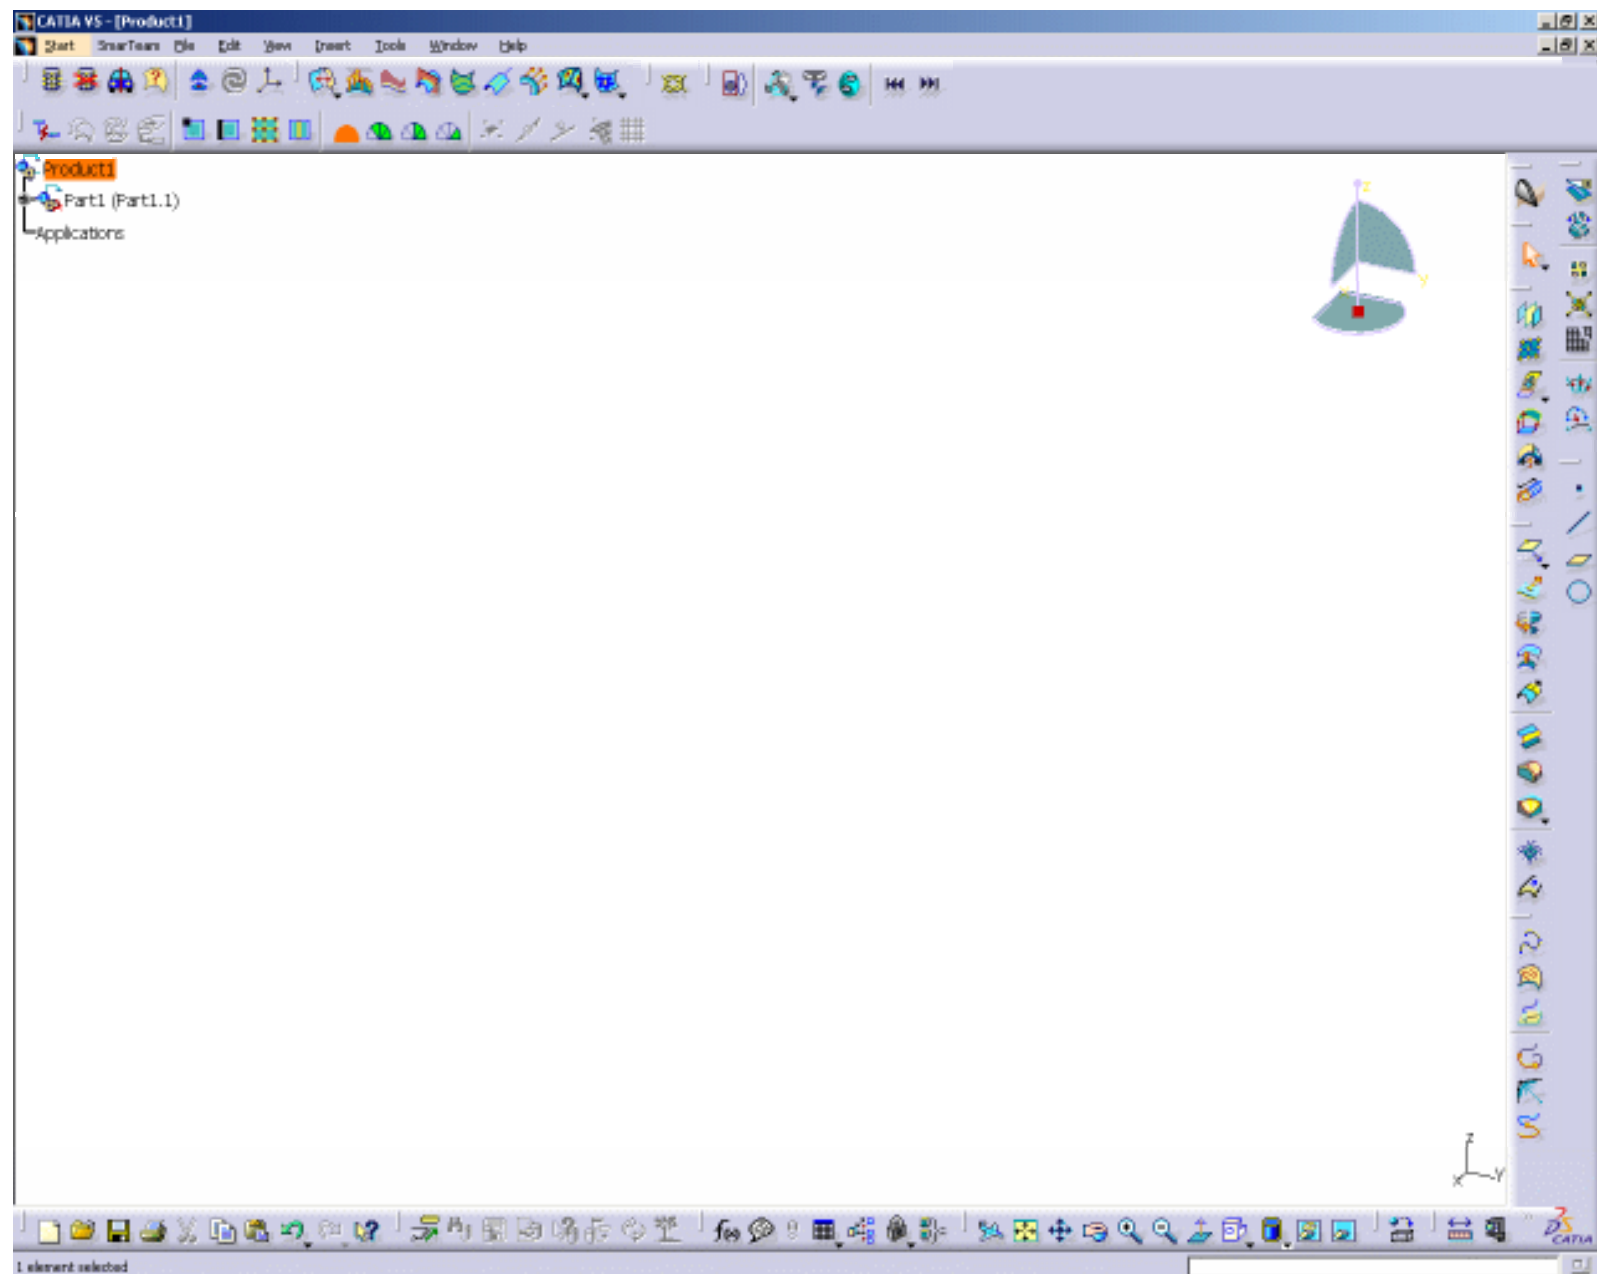 CATIA V5 - [Product1]
Start SmarTeam File Edit View Insert Tools Window Help
Product1
Part1 (Part1.1)
Applications
z
y
x
z
x y
f(x)
CATIA
1 element selected